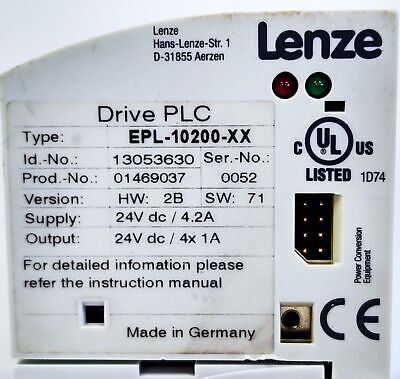 Lenze
Hans-Lenze-Str. 1
D-31855 Aerzen
Lenze
Drive PLC
Type: EPL-10200-XX
Id.-No.: 13053630 Ser.-No.:
Prod.-No.: 01469037 0052
Version: HW: 2B SW: 71
Supply: 24V dc / 4.2A
Output: 24V dc / 4x 1A
For detailed infomation please
refer the instruction manual
Made in Germany
C UL US
LISTED 1D74
Power Conversion
Equipment
CE